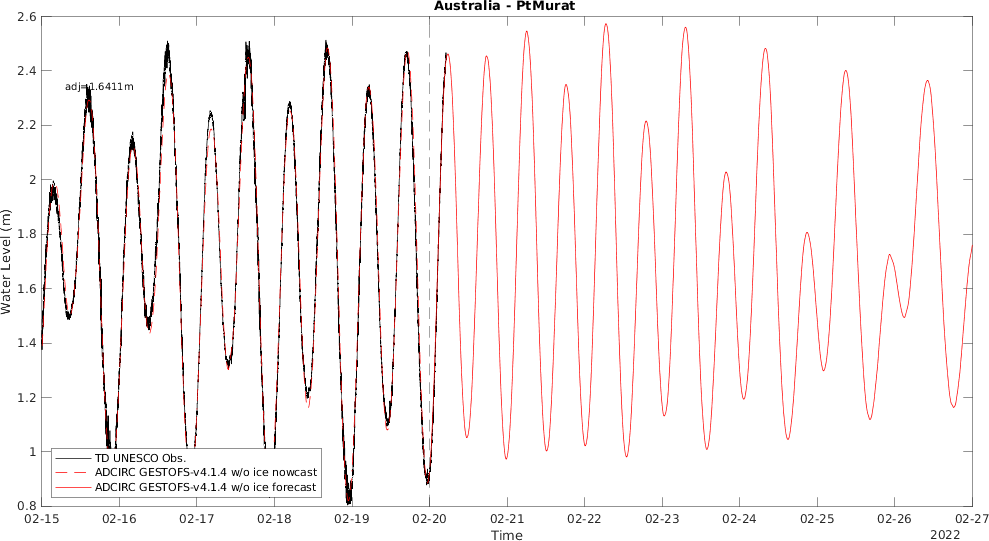 Australia - PtMurat
2.6
2.4
adj=-1.6411m
2.2
2
1.8
Water Level (m)
1.6
1.4
1.2
1
0.8
TD UNESCO Obs.
ADCIRC GESTOFS-v4.1.4 w/o ice nowcast
ADCIRC GESTOFS-v4.1.4 w/o ice forecast
02-15 02-16 02-17 02-18 02-19 02-20 02-21 02-22 02-23 02-24 02-25 02-26 02-27
Time
2022